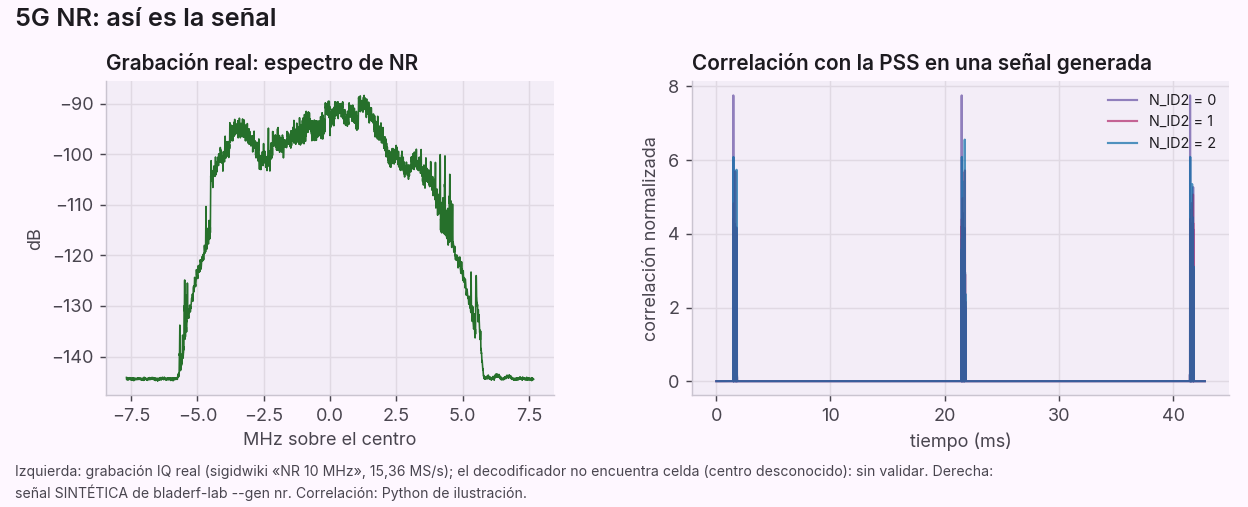 5G NR: así es la señal
Grabación real: espectro de NR
−90
−100
−110
−120
−130
−140
dB
−7.5
−5.0
−2.5
0.0
2.5
5.0
7.5
MHz sobre el centro
Correlación con la PSS en una señal generada
8
6
4
2
0
correlación normalizada
N_ID2 = 0
N_ID2 = 1
N_ID2 = 2
0
10
20
30
40
tiempo (ms)
Izquierda: grabación IQ real (sigidwiki «NR 10 MHz», 15,36 MS/s); el decodificador no encuentra celda (centro desconocido): sin validar. Derecha:
señal SINTÉTICA de bladerf-lab --gen nr. Correlación: Python de ilustración.